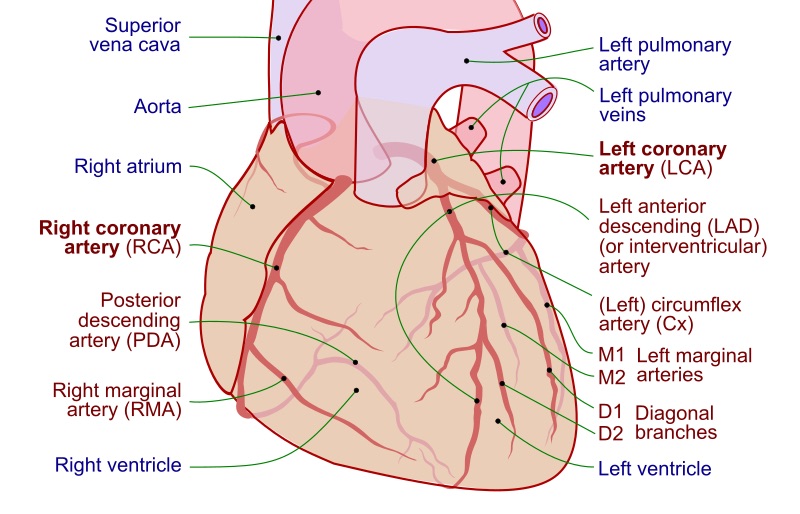 Superior
vena cava
Aorta
Right atrium
Right coronary
artery (RCA)
Posterior
descending
artery (PDA)
Right marginal
artery (RMA)
Right ventricle
Left pulmonary
artery
Left pulmonary
veins
Left coronary
artery (LCA)
Left anterior
descending (LAD)
(or interventricular)
artery
(Left) circumflex
artery (Cx)
M1 Left marginal
M2 arteries
D1 Diagonal
D2 branches
Left ventricle